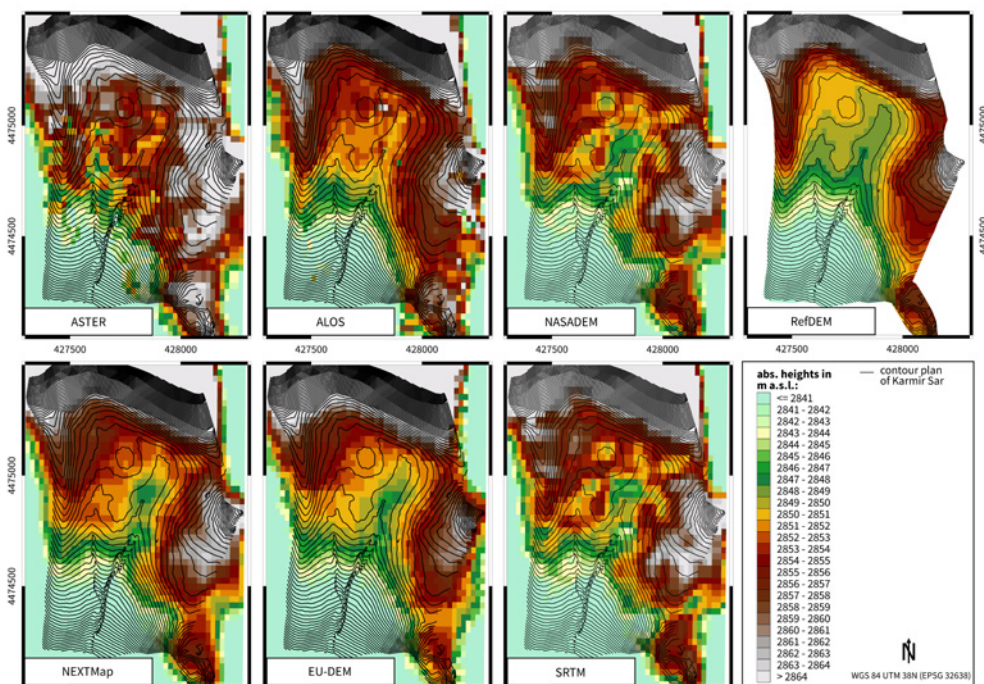 4475000
4474500
ASTER
ALOS
NASADEM
RefDEM
4475000
4474500
427500
428000
427500
428000
427500
428000
427500
428000
4475000
4474500
NEXTMap
EU-DEM
SRTM
abs. heights in
m a.s.l.:
<= 2841
2841 - 2842
2842 - 2843
2843 - 2844
2844 - 2845
2845 - 2846
2846 - 2847
2847 - 2848
2848 - 2849
2849 - 2850
2850 - 2851
2851 - 2852
2852 - 2853
2853 - 2854
2854 - 2855
2855 - 2856
2856 - 2857
2857 - 2858
2858 - 2859
2859 - 2860
2860 - 2861
2861 - 2862
2862 - 2863
2863 - 2864
> 2864
contour plan
of Karmir Sar
N
WGS 84 UTM 38N (EPSG 32638)